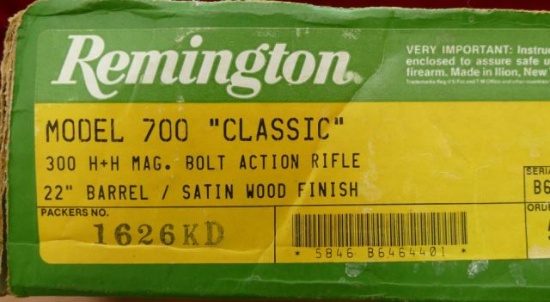 Remington®
VERY IMPORTANT: Instru
enclosed to assure safe u
firearm. Made in Ilion, New
MODEL 700 "CLASSIC"
300 H+H MAG. BOLT ACTION RIFLE
22" BARREL / SATIN WOOD FINISH
SERI
B6
PACKERS NO.
1626KD
* 5846 B6464401 *